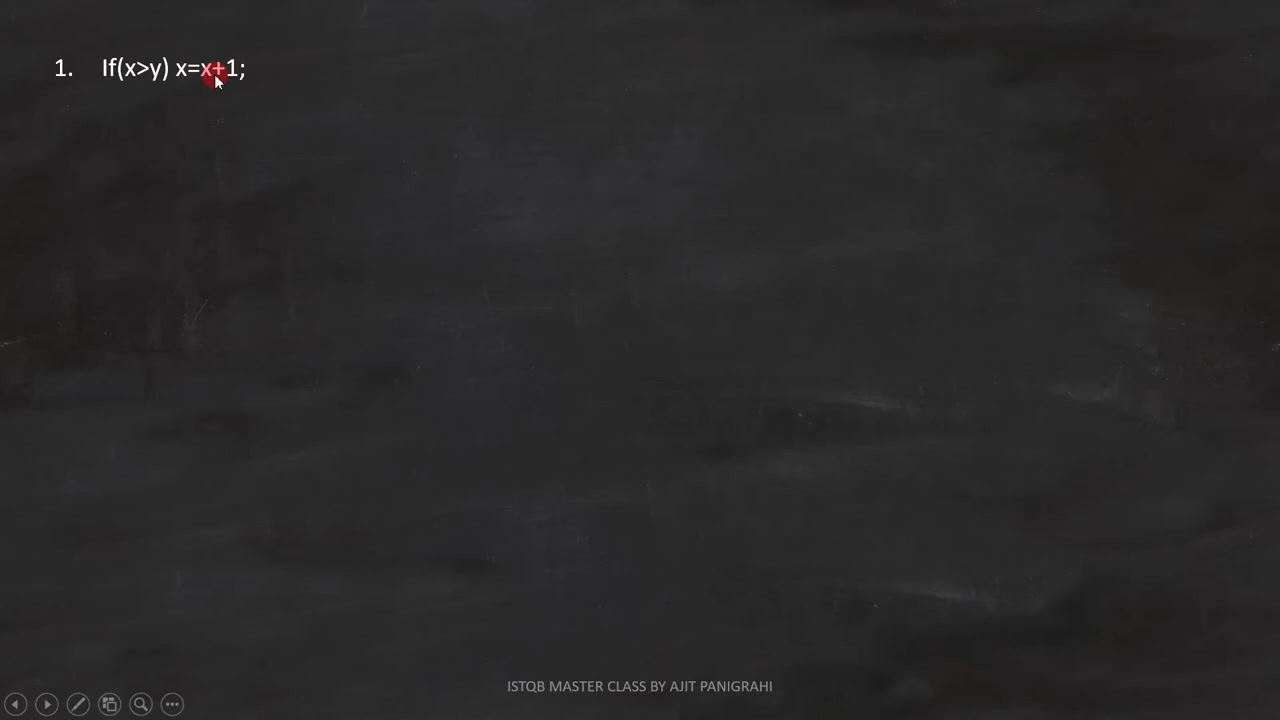 1. If(x>y) x=x+1;
ISTQB MASTER CLASS BY AJIT PANIGRAHI